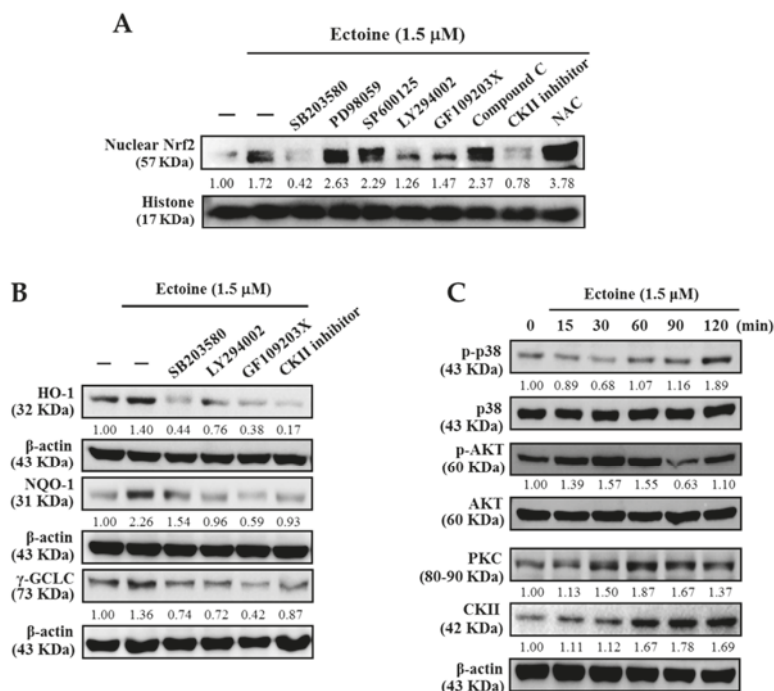 A
Ectoine (1.5 μM)
— — SB203580 PD98059 SP600125 LY294002 GF109203X Compound C CKII inhibitor NAC
Nuclear Nrf2
(57 KDa)
1.00 1.72 0.42 2.63 2.29 1.26 1.47 2.37 0.78 3.78
Histone
(17 KDa)
B
Ectoine (1.5 μM)
— — SB203580 LY294002 GF109203X CKII inhibitor
HO-1
(32 KDa)
1.00 1.40 0.44 0.76 0.38 0.17
β-actin
(43 KDa)
NQO-1
(31 KDa)
1.00 2.26 1.54 0.96 0.59 0.93
β-actin
(43 KDa)
γ-GCLC
(73 KDa)
1.00 1.36 0.74 0.72 0.42 0.87
β-actin
(43 KDa)
C
Ectoine (1.5 μM)
0 15 30 60 90 120 (min)
p-p38
(43 KDa)
1.00 0.89 0.68 1.07 1.16 1.89
p38
(43 KDa)
p-AKT
(60 KDa)
1.00 1.39 1.57 1.55 0.63 1.10
AKT
(60 KDa)
PKC
(80-90 KDa)
1.00 1.13 1.50 1.87 1.67 1.37
CKII
(42 KDa)
1.00 1.11 1.12 1.67 1.78 1.69
β-actin
(43 KDa)